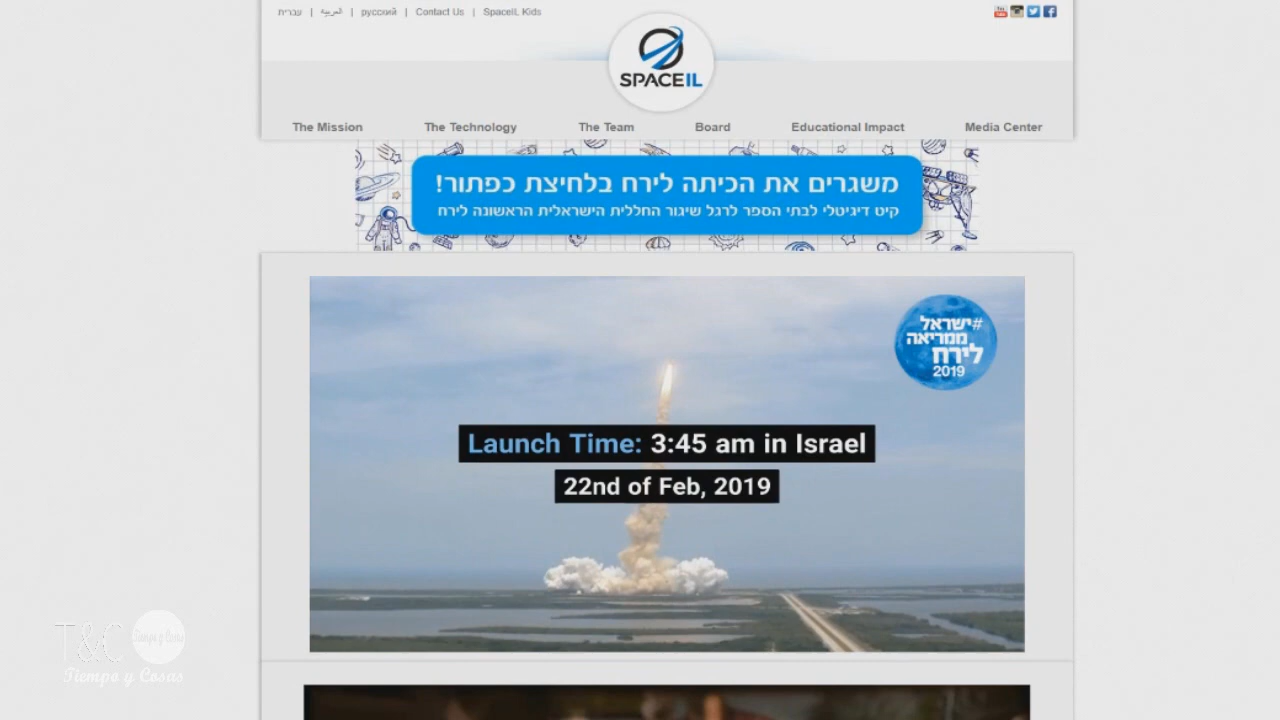 עברית | العربية | русский | Contact Us | SpaceIL Kids
SPACEIL
The Mission The Technology The Team Board Educational Impact Media Center
משגרים את הכיתה לירח בלחיצת כפתור!
קיט דיגיטלי לבתי הספר לרגל שיגור החללית הישראלית הראשונה לירח
#ישראל
ממריאה
לירח
2019
Launch Time: 3:45 am in Israel
22nd of Feb, 2019
T&C Tiempo y Cosas
Tiempo y Cosas